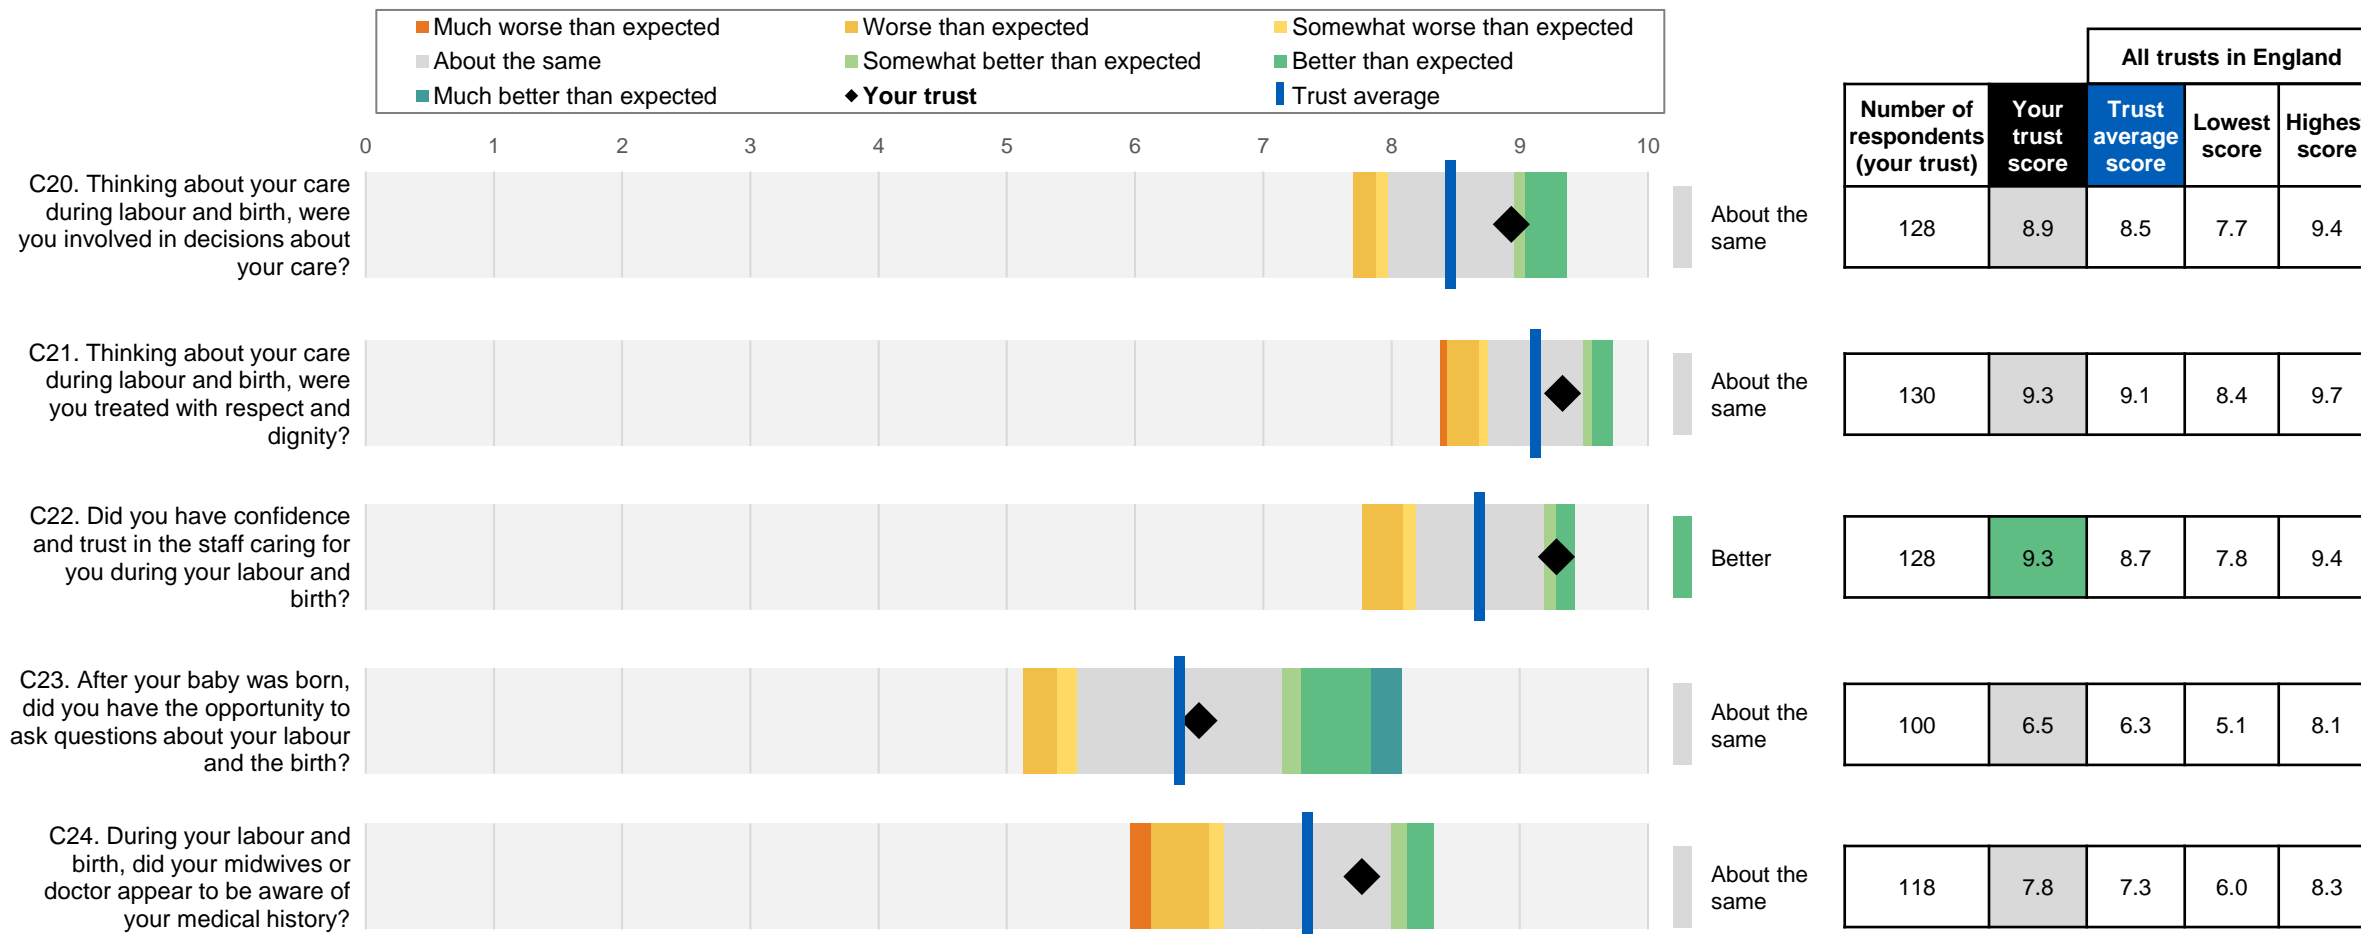 Much worse than expected
Worse than expected
Somewhat worse than expected
About the same
Somewhat better than expected
Better than expected
Much better than expected
Your trust
Trust average
All trusts in England
Number of
respondents
(your trust)
Your
trust
score
Trust
average
score
Lowest
score
Highest
score
0 1 2 3 4 5 6 7 8 9 10
C20. Thinking about your care
during labour and birth, were
you involved in decisions about
your care?
About the
same
128 8.9 8.5 7.7 9.4
C21. Thinking about your care
during labour and birth, were
you treated with respect and
dignity?
About the
same
130 9.3 9.1 8.4 9.7
C22. Did you have confidence
and trust in the staff caring for
you during your labour and
birth?
Better
128 9.3 8.7 7.8 9.4
C23. After your baby was born,
did you have the opportunity to
ask questions about your labour
and the birth?
About the
same
100 6.5 6.3 5.1 8.1
C24. During your labour and
birth, did your midwives or
doctor appear to be aware of
your medical history?
About the
same
118 7.8 7.3 6.0 8.3